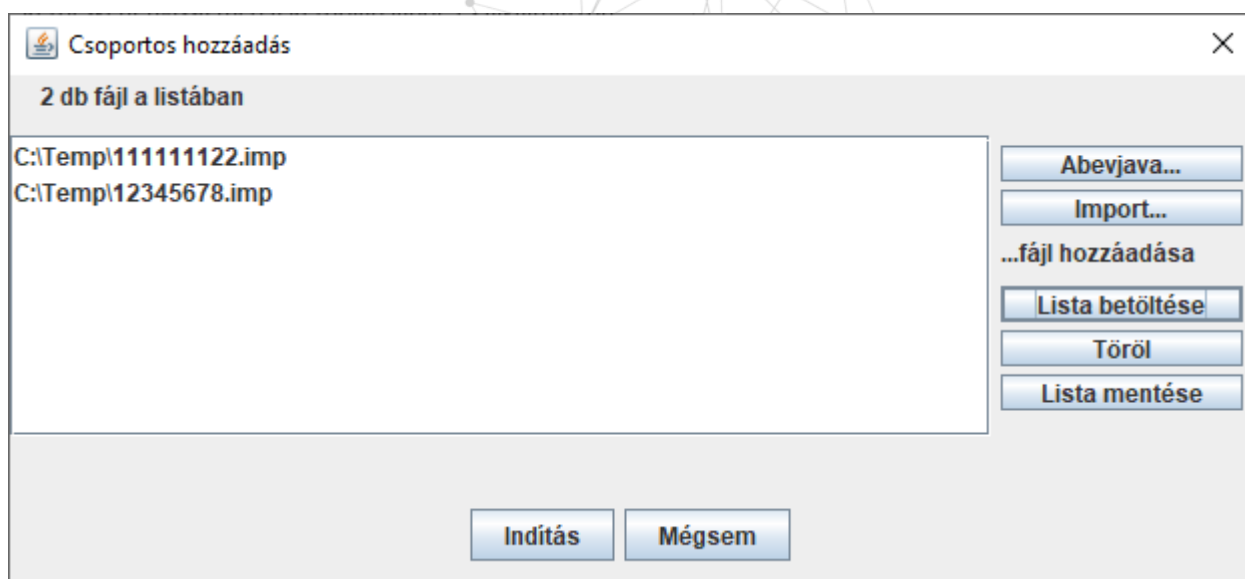 Csoportos hozzáadás
2 db fájl a listában
C:\Temp\111111122.imp
C:\Temp\12345678.imp
Abevjava...
Import...
...fájl hozzáadása
Lista betöltése
Töröl
Lista mentése
Indítás
Mégsem